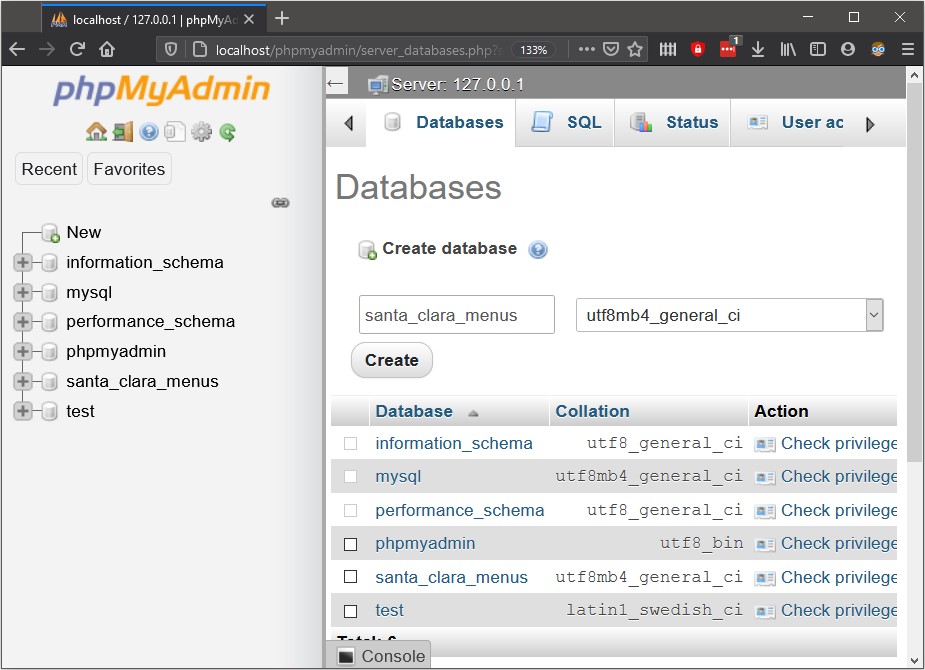 localhost / 127.0.0.1 | phpMyAd
localhost/phpmyadmin/server_databases.php?
133%
1
phpMyAdmin
Server: 127.0.0.1
Databases
SQL
Status
User ac
Recent
Favorites
New
information_schema
mysql
performance_schema
phpmyadmin
santa_clara_menus
test
Databases
Create database
santa_clara_menus
utf8mb4_general_ci
Create
Database Collation Action
information_schema utf8_general_ci Check privilege
mysql utf8mb4_general_ci Check privilege
performance_schema utf8_general_ci Check privilege
phpmyadmin utf8_bin Check privilege
santa_clara_menus utf8mb4_general_ci Check privilege
test latin1_swedish_ci Check privilege
Total: 6
Console